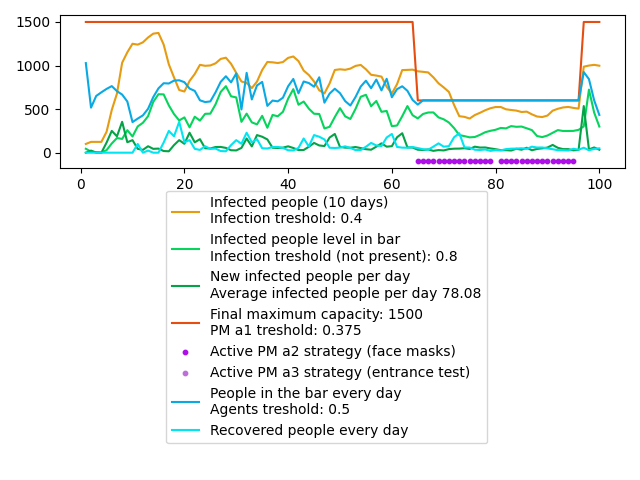 1500
1000
500
0
0 20 40 60 80 100
Infected people (10 days)
Infection treshold: 0.4
Infected people level in bar
Infection treshold (not present): 0.8
New infected people per day
Average infected people per day 78.08
Final maximum capacity: 1500
PM a1 treshold: 0.375
Active PM a2 strategy (face masks)
Active PM a3 strategy (entrance test)
People in the bar every day
Agents treshold: 0.5
Recovered people every day